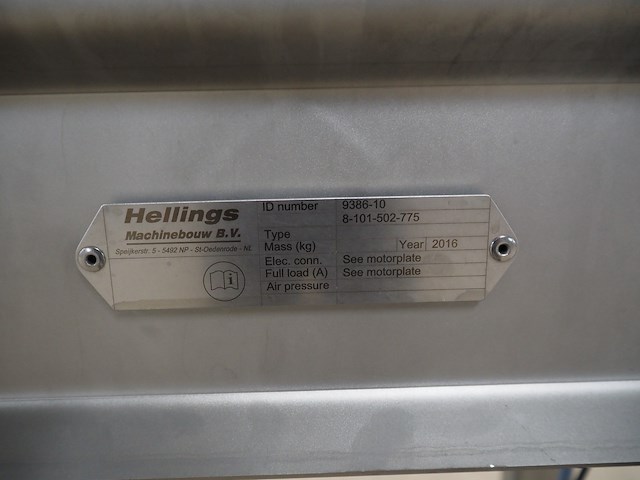 Hellings
Machinebouw B.V.
Speijkerstr. 5 - 5492 NP - St-Oedenrode - NL
ID number 9386-10
8-101-502-775
Type
Mass (kg) Year 2016
Elec. conn. See motorplate
Full load (A) See motorplate
Air pressure